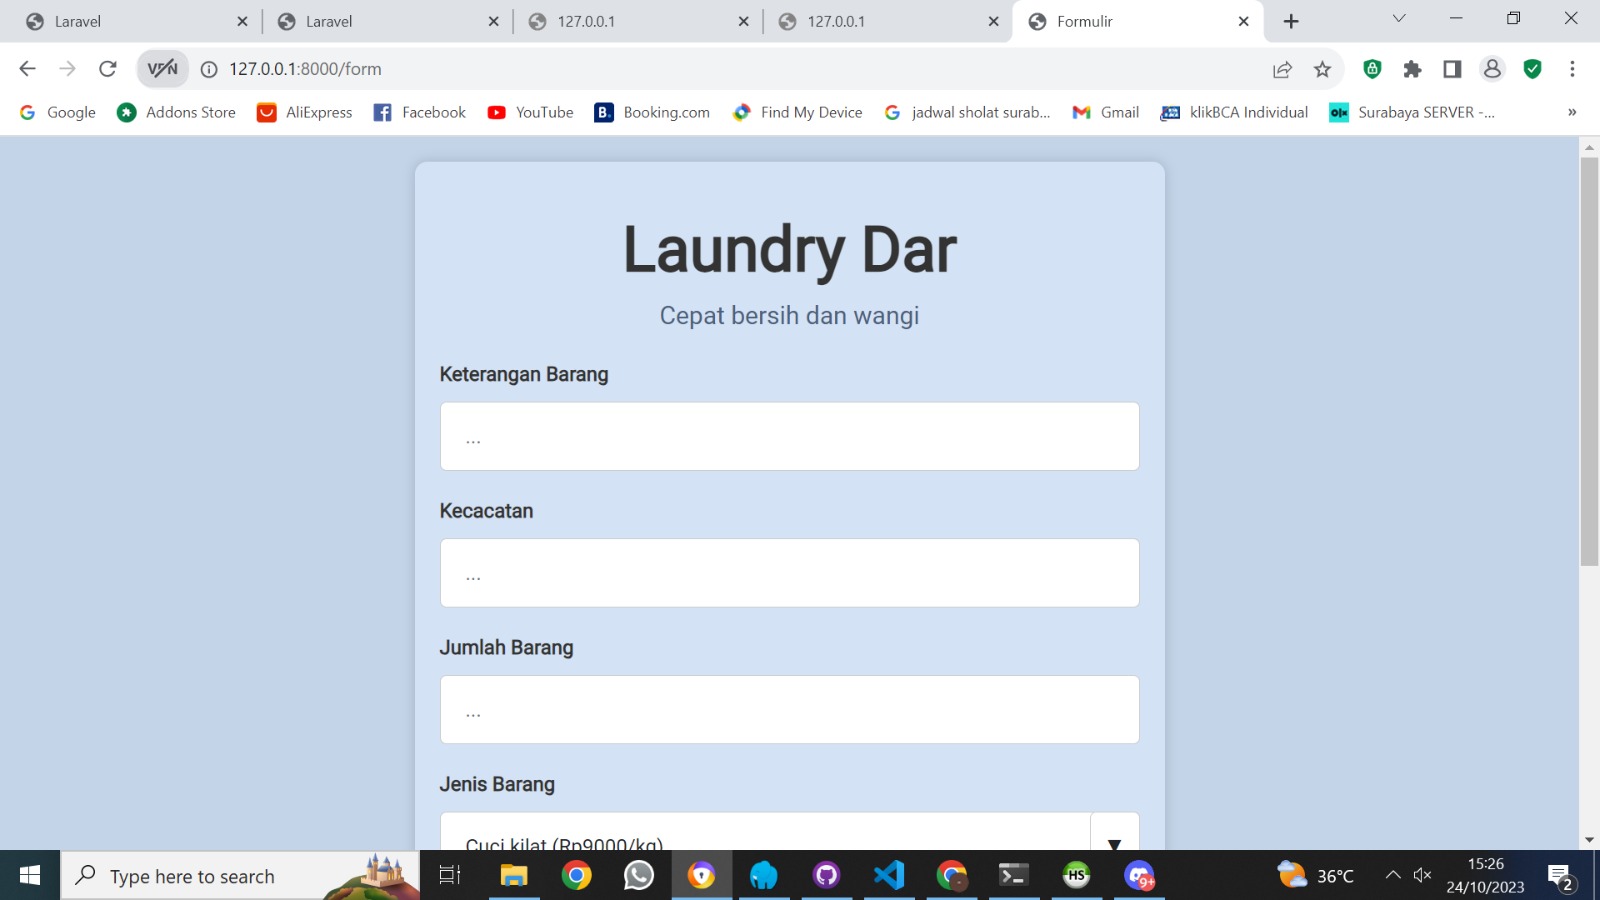 Laravel
Laravel
127.0.0.1
127.0.0.1
Formulir
VPN
127.0.0.1:8000/form
Google
Addons Store
AliExpress
Facebook
YouTube
B. Booking.com
Find My Device
jadwal sholat surab...
Gmail
klikBCA Individual
olx Surabaya SERVER -...
»
Laundry Dar
Cepat bersih dan wangi
Keterangan Barang
...
Kecacatan
...
Jumlah Barang
...
Jenis Barang
Cuci kilat (Rp9000/kg)
Type here to search
HS
9+
36°C
15:26
24/10/2023
2